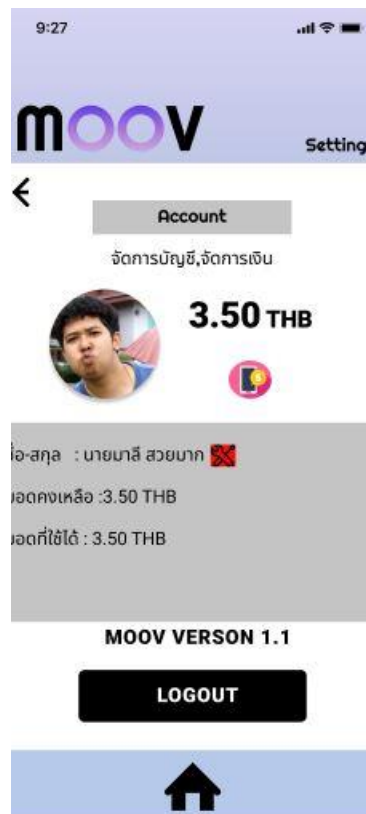 9:27
moov
Setting
Account
จัดการบัญชี,จัดการเงิน
3.50 THB
ื่อ-สกุล : นายมาลี สวยบาก
ยอดคงเหลือ :3.50 THB
ยอดที่ใช้ได้ : 3.50 THB
MOOV VERSON 1.1
LOGOUT